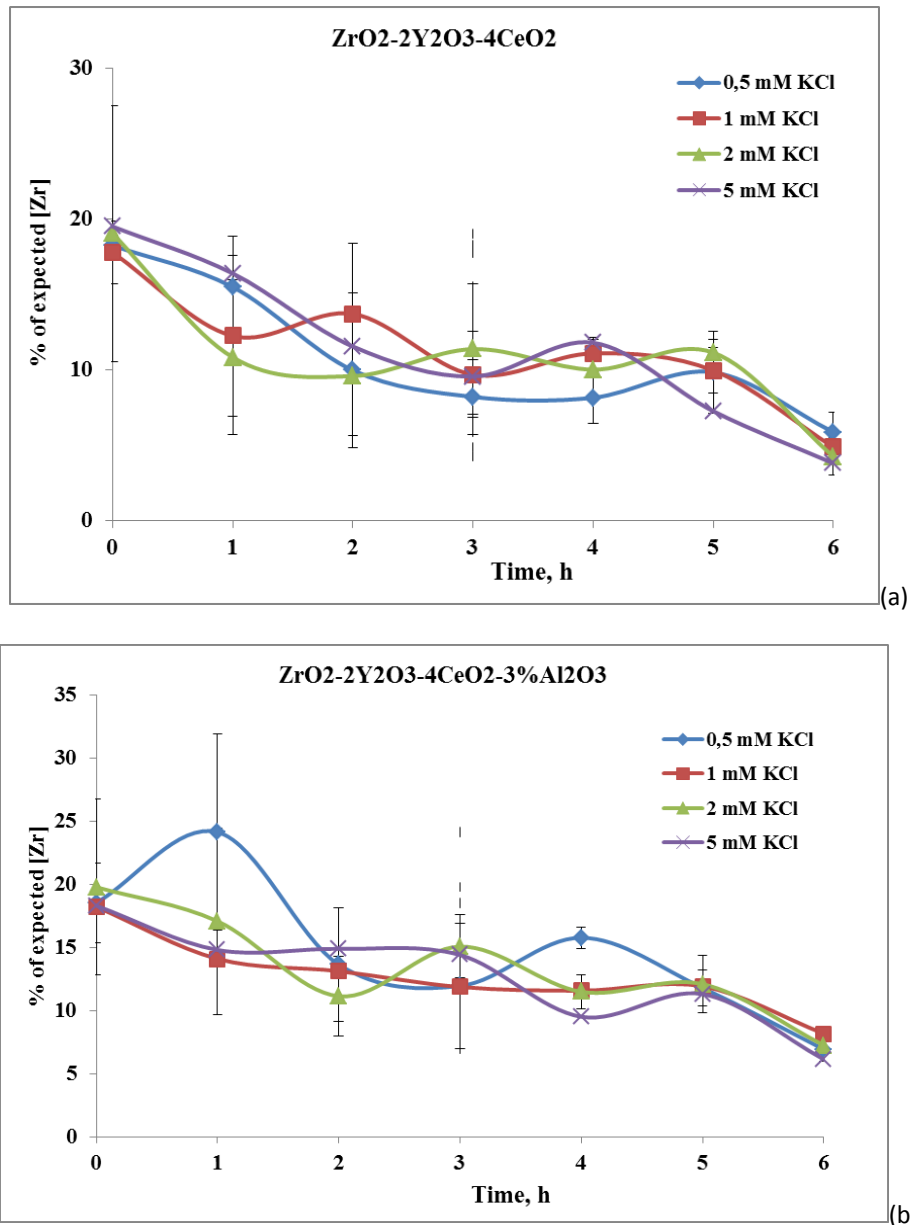 ZrO2-2Y2O3-4CeO2
30
20
10
0
% of expected [Zr]
0,5 mM KCl
1 mM KCl
2 mM KCl
5 mM KCl
0 1 2 3 4 5 6
Time, h
(a)
ZrO2-2Y2O3-4CeO2-3%Al2O3
35
30
25
20
15
10
5
0
% of expected [Zr]
0,5 mM KCl
1 mM KCl
2 mM KCl
5 mM KCl
0 1 2 3 4 5 6
Time, h
(b